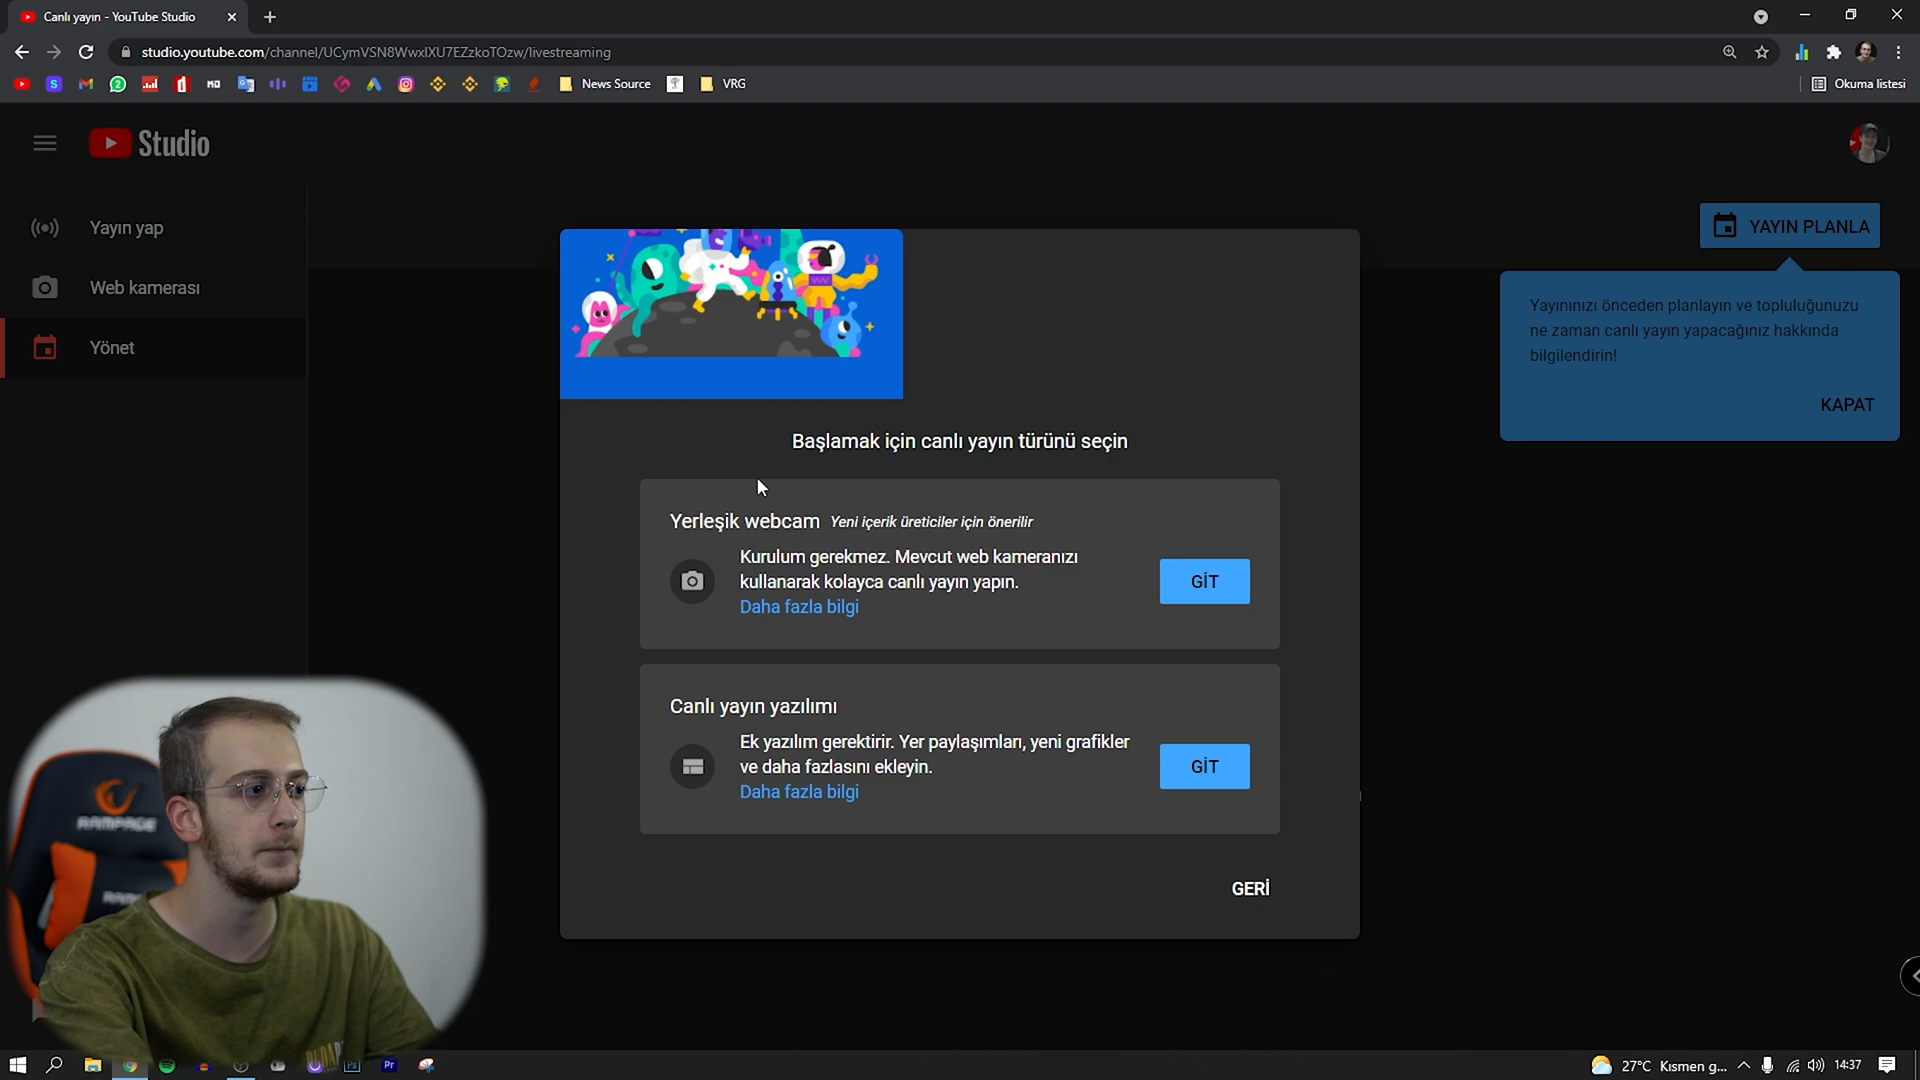 Canlı yayın - YouTube Studio
studio.youtube.com/channel/UCymVSN8WwxIXU7EZzkoTOzw/livestreaming
News Source
VRG
Okuma listesi
Studio
Yayın yap
Web kamerası
Yönet
YAYIN PLANLA
Yayınınızı önceden planlayın ve topluluğunuzu
ne zaman canlı yayın yapacağınız hakkında
bilgilendirin!
KAPAT
Başlamak için canlı yayın türünü seçin
Yerleşik webcam Yeni içerik üreticiler için önerilir
Kurulum gerekmez. Mevcut web kameranızı
kullanarak kolayca canlı yayın yapın.
Daha fazla bilgi
GİT
Canlı yayın yazılımı
Ek yazılım gerektirir. Yer paylaşımları, yeni grafikler
ve daha fazlasını ekleyin.
Daha fazla bilgi
GİT
GERİ
RAMPAGE
27°C Kısmen g...
14:37